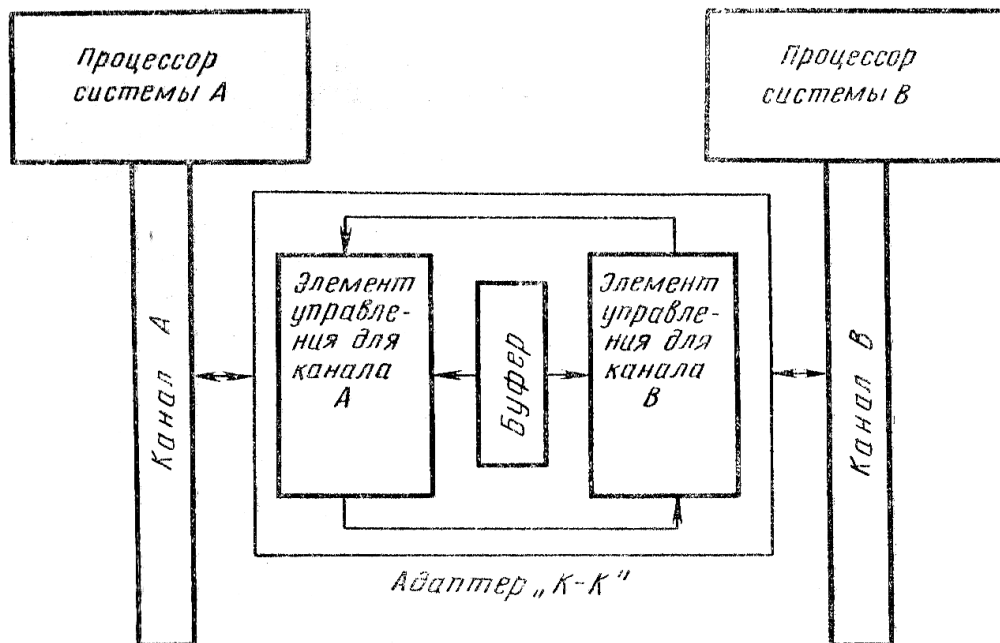 Процессор
системы А
Процессор
системы В
Канал А
Элемент
управле-
ния для
канала
А
Буфер
Элемент
управле-
ния для
канала
В
Канал В
Адаптер „К-К"